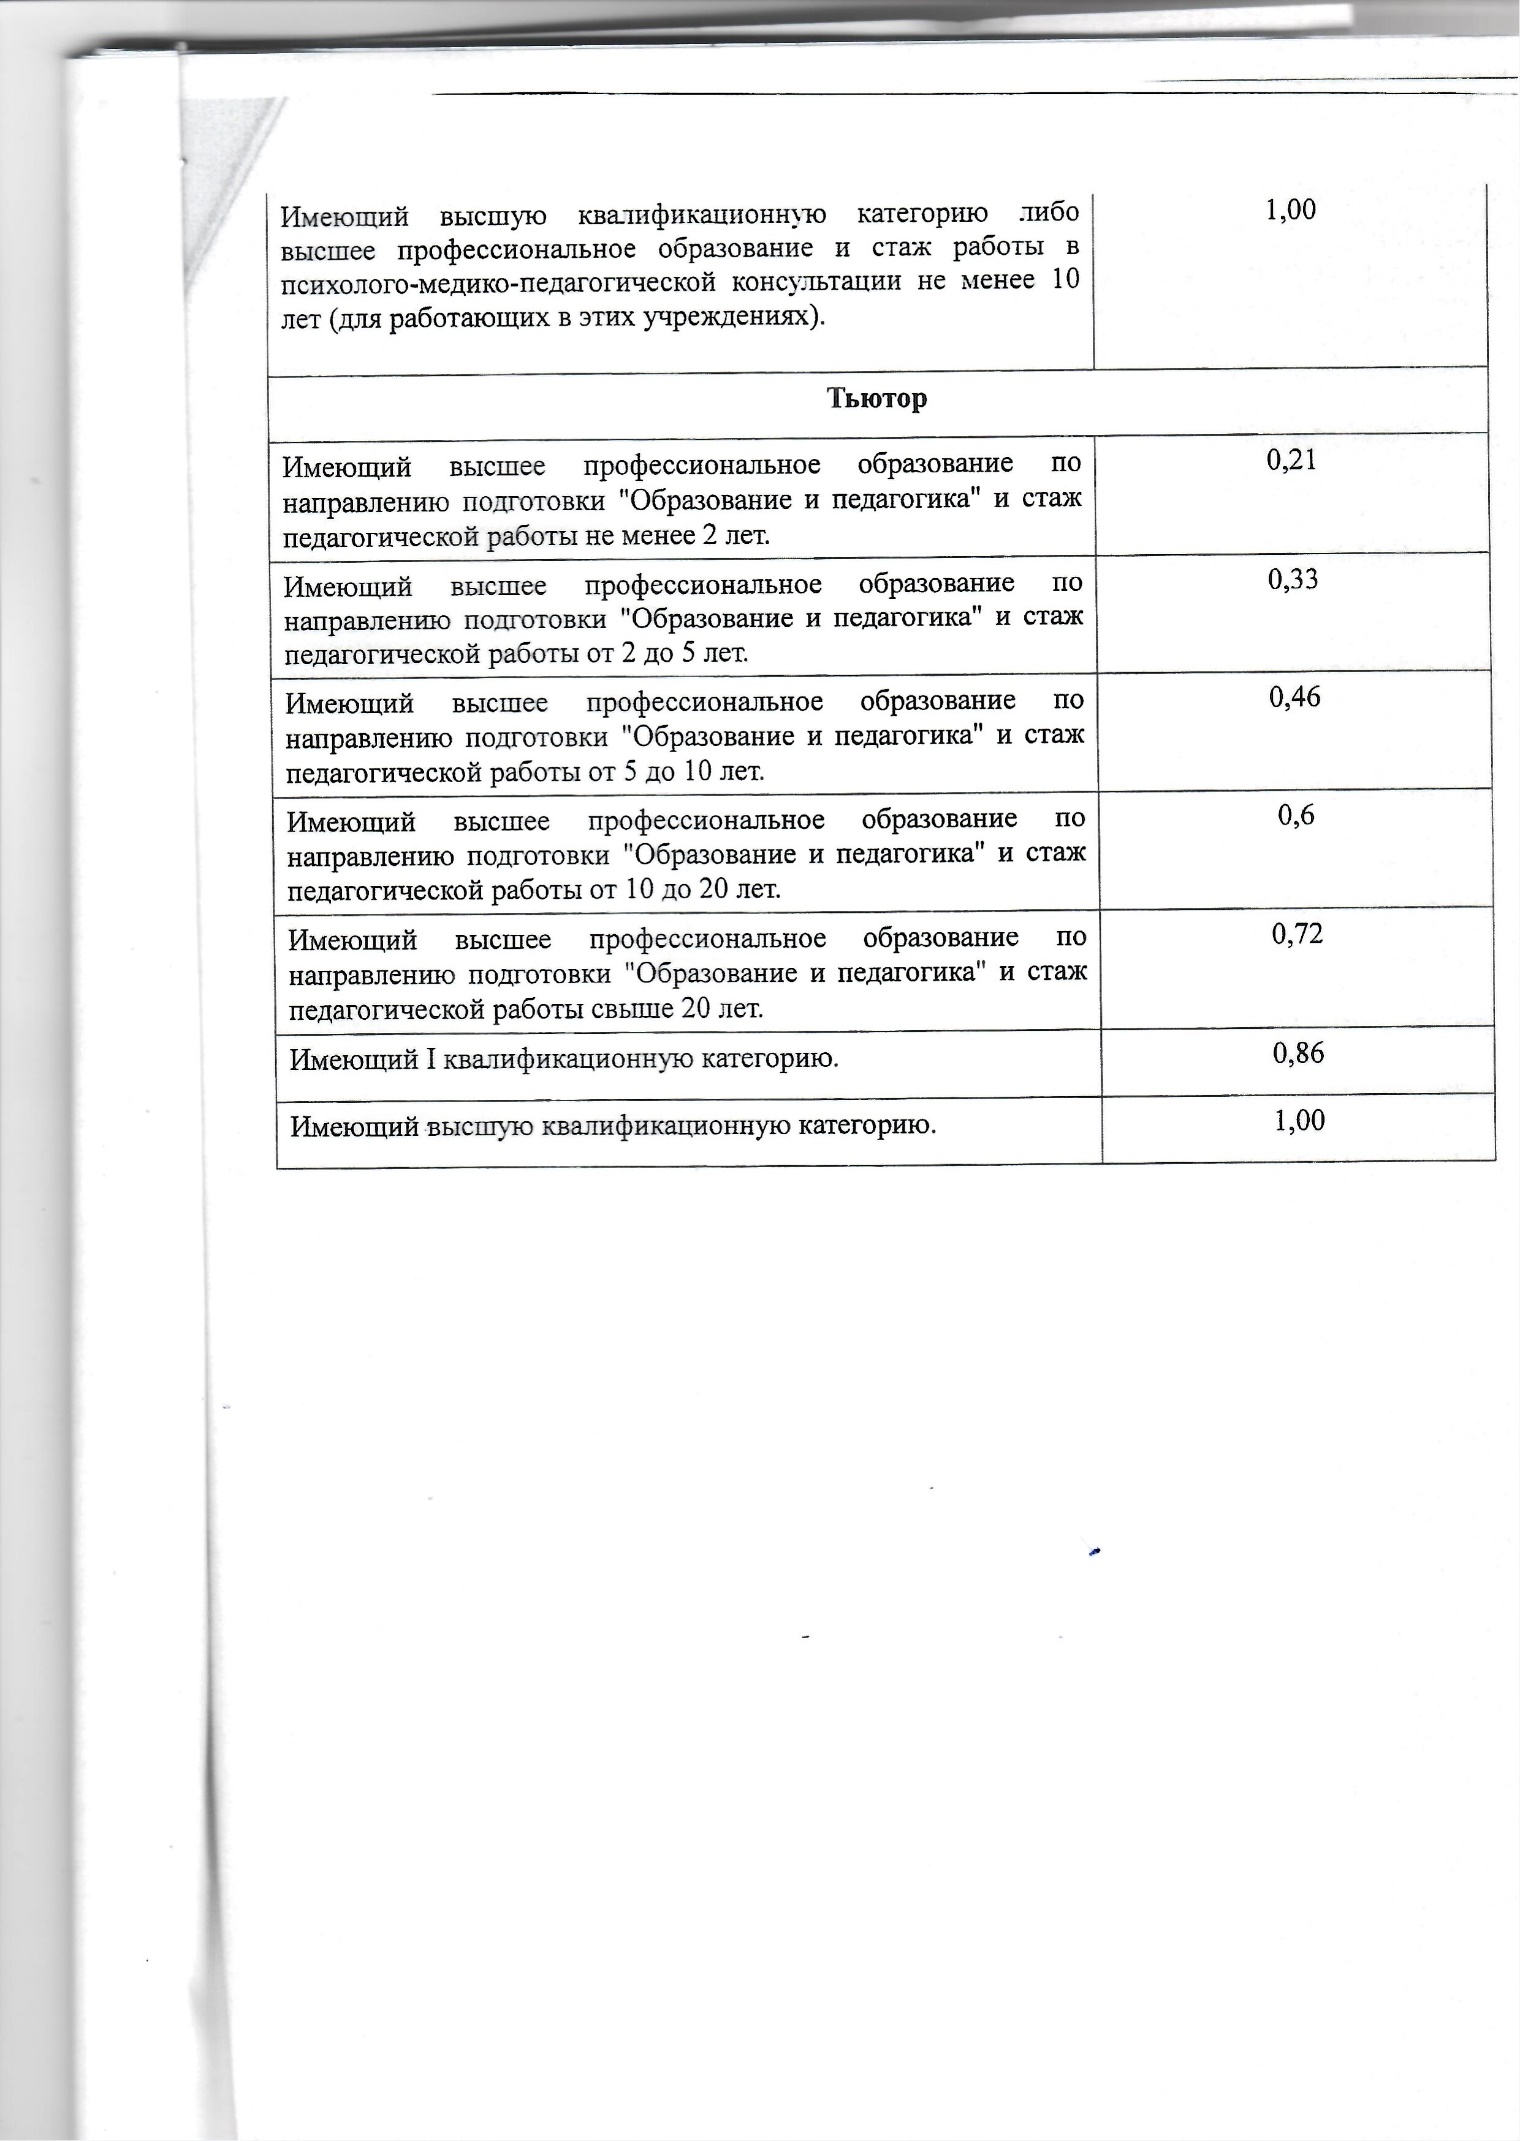 Имеющий высшую квалификационную категорию либо
высшее профессиональное образование и стаж работы в
психолого-медико-педагогической консультации не менее 10
лет (для работающих в этих учреждениях).
1,00
Тьютор
Имеющий высшее профессиональное образование по
направлению подготовки "Образование и педагогика" и стаж
педагогической работы не менее 2 лет.
0,21
Имеющий высшее профессиональное образование по
направлению подготовки "Образование и педагогика" и стаж
педагогической работы от 2 до 5 лет.
0,33
Имеющий высшее профессиональное образование по
направлению подготовки "Образование и педагогика" и стаж
педагогической работы от 5 до 10 лет.
0,46
Имеющий высшее профессиональное образование по
направлению подготовки "Образование и педагогика" и стаж
педагогической работы от 10 до 20 лет.
0,6
Имеющий высшее профессиональное образование по
направлению подготовки "Образование и педагогика" и стаж
педагогической работы свыше 20 лет.
0,72
Имеющий I квалификационную категорию.
0,86
Имеющий высшую квалификационную категорию.
1,00